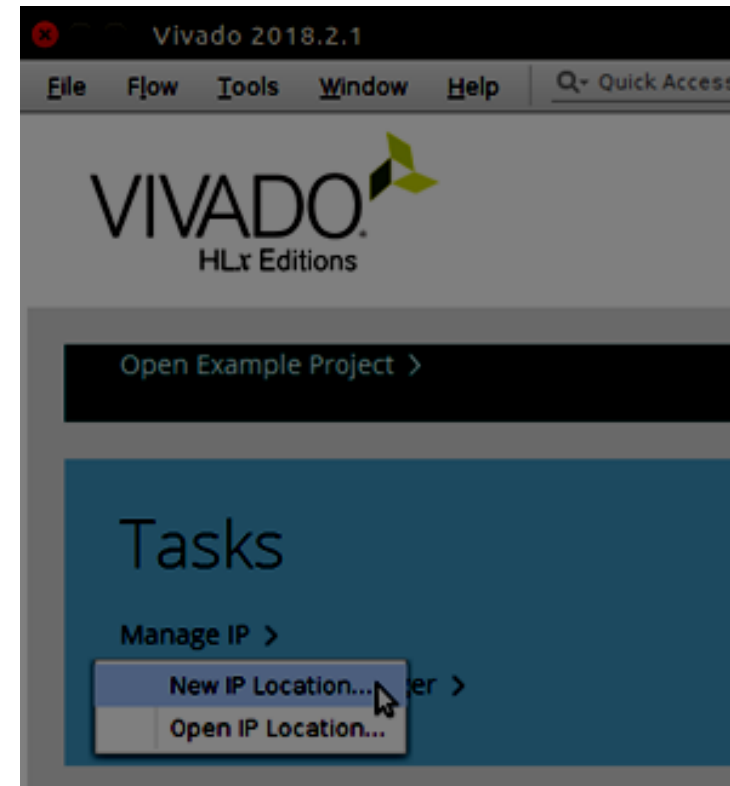 Vivado 2018.2.1
File Flow Tools Window Help Quick Access
VIVADO.
HLx Editions
Open Example Project >
Tasks
Manage IP >
New IP Location... er >
Open IP Location...